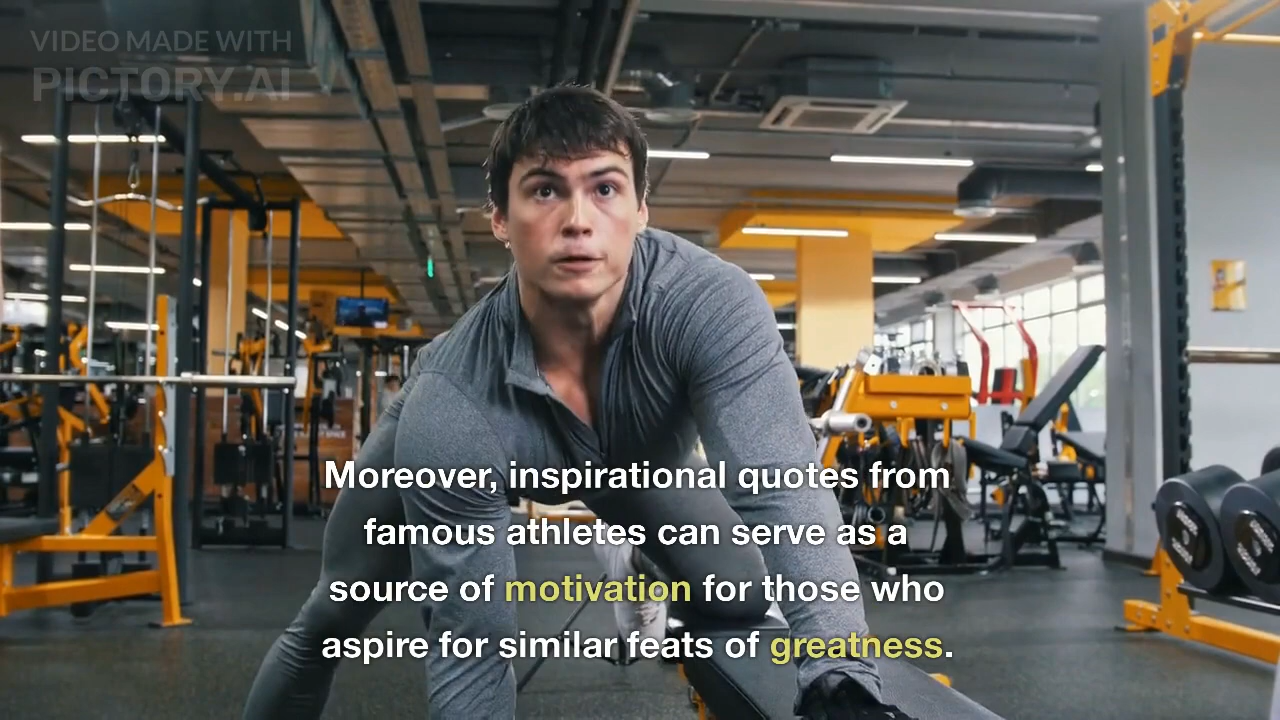 VIDEO MADE WITH
PICTORY.AI
Moreover, inspirational quotes from
famous athletes can serve as a
source of motivation for those who
aspire for similar feats of greatness.